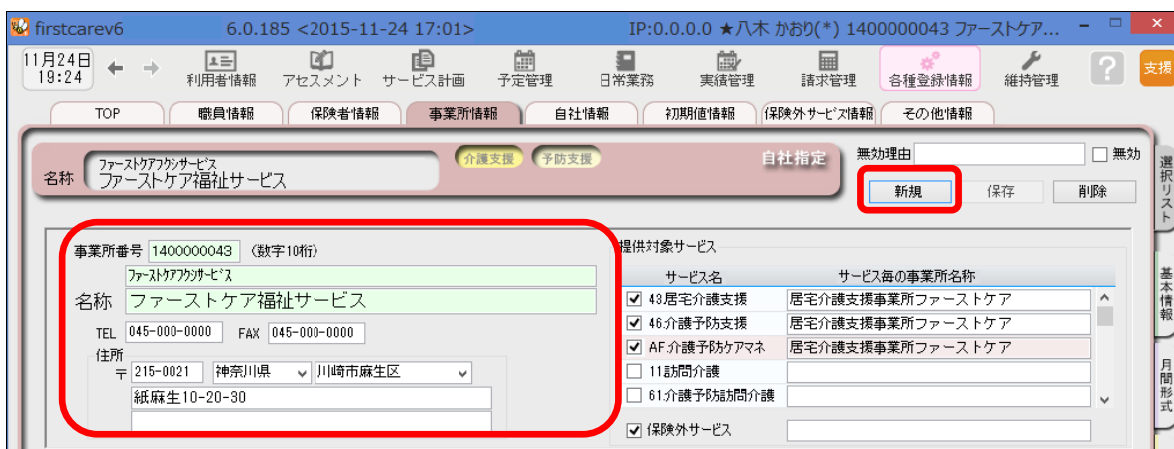 firstcarev6 6.0.185 <2015-11-24 17:01> IP:0.0.0.0 ★八木 かおり(*) 1400000043 ファーストケア...
11月24日
19:24
利用者情報 アセスメント サービス計画 予定管理 日常業務 実績管理 請求管理 各種登録情報 維持管理 ? 支援
TOP 職員情報 保険者情報 事業所情報 自社情報 初期値情報 保険外サービス情報 その他情報
ファーストケアフクシサービス
名称 ファーストケア福祉サービス
介護支援 予防支援 自社指定
無効理由 無効
新規 保存 削除
選択リスト
基本情報
月間形式
事業所番号 1400000043 (数字10桁)
ファーストケアフクシサービス
名称 ファーストケア福祉サービス
TEL 045-000-0000 FAX 045-000-0000
住所
〒 215-0021 神奈川県 川崎市麻生区
紙麻生10-20-30
提供対象サービス
サービス名 サービス毎の事業所名称
43.居宅介護支援 居宅介護支援事業所ファーストケア
46.介護予防支援 居宅介護支援事業所ファーストケア
AF.介護予防ケアマネ 居宅介護支援事業所ファーストケア
11.訪問介護
61.介護予防訪問介護
保険外サービス